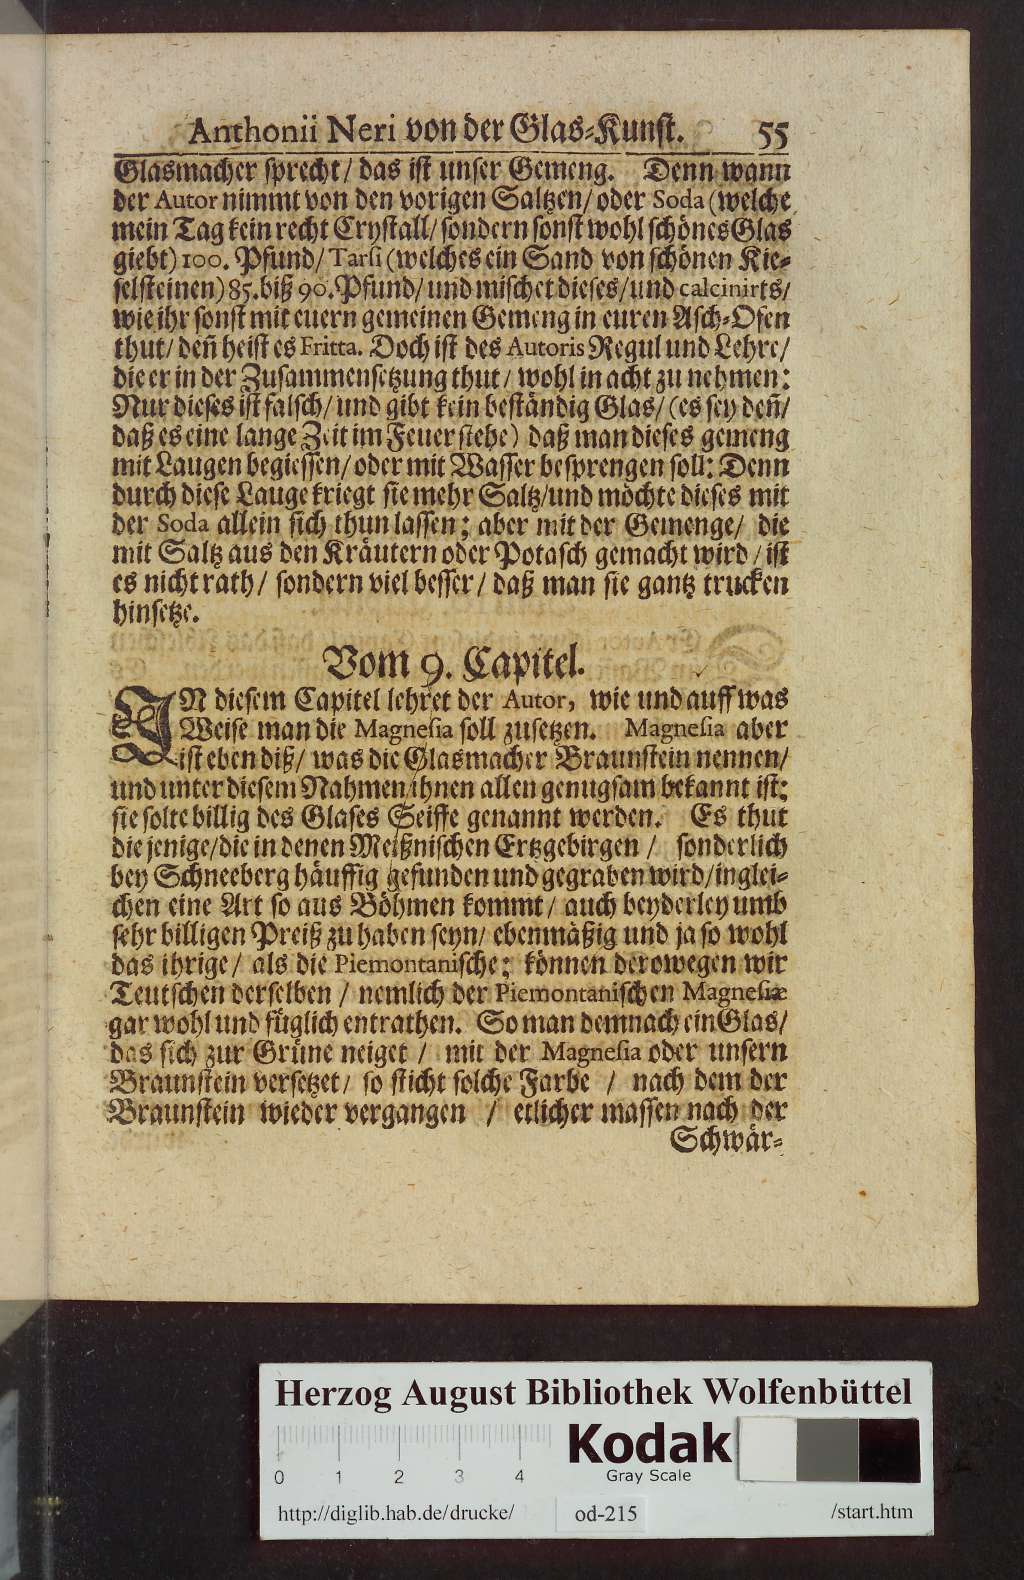 Anthonii Neri von der Glas-Kunst. 55
Glasmacher sprecht/ das ist unser Gemeng. Denn wann
der Autor nimmt von den vorigen Saltzen/ oder Soda (welche
mein Tag kein recht Crystall/ sondern sonst wohl schönes Glas
giebt) 100. Pfund/ Tarsi (welches ein Sand von schönen Kie-
selsteinen) 85. biß 90. Pfund/ und mischet dieses/ und calcinirts/
wie ihr sonst mit euern gemeinen Gemeng in euren Asch-Ofen
thut/ deñ heist es Fritta. Doch ist des Autoris Regul und Lehre/
die er in der Zusammensetzung thut/ wohl in acht zu nehmen:
Nur dieses ist falsch/ und gibt kein beständig Glas/ (es sey deñ/
daß es eine lange Zeit im Feuer stehe) daß man dieses gemeng
mit Laugen begiessen/ oder mit Wasser besprengen soll: Denn
durch diese Lauge kriegt sie mehr Saltz/ und möchte dieses mit
der Soda allein sich thun lassen; aber mit der Gemenge/ die
mit Saltz aus den Kräutern oder Potasch gemacht wird/ ist
es nicht rath/ sondern viel besser/ daß man sie gantz trucken
hinsetze.
Vom 9. Capitel.
IN diesem Capitel lehret der Autor, wie und auff was
Weise man die Magnesia soll zusetzen. Magnesia aber
ist eben diß/ was die Glasmacher Braunstein nennen/
und unter diesem Nahmen ihnen allen genugsam bekannt ist:
sie solte billig des Glases Seiffe genannt werden. Es thut
die jenige/ die in denen Meißnischen Ertzgebirgen/ sonderlich
bey Schneeberg häuffig gefunden und gegraben wird/ inglei-
chen eine Art so aus Böhmen kommt/ auch beyderley umb
sehr billigen Preiß zu haben seyn/ ebenmäßig und ja so wohl
das ihrige/ als die Piemontanische; können derowegen wir
Teutschen derselben/ nemlich der Piemontanischen Magnesiæ
gar wohl und füglich entrathen. So man demnach ein Glas/
das sich zur Grüne neiget/ mit der Magnesia oder unsern
Braunstein versetzet/ so sticht solche Farbe/ nach dem der
Braunstein wieder vergangen/ etlicher massen nach der
Schwär-
Herzog August Bibliothek Wolfenbüttel
Kodak
Gray Scale
0 1 2 3 4
http://diglib.hab.de/drucke/ od-215 /start.htm